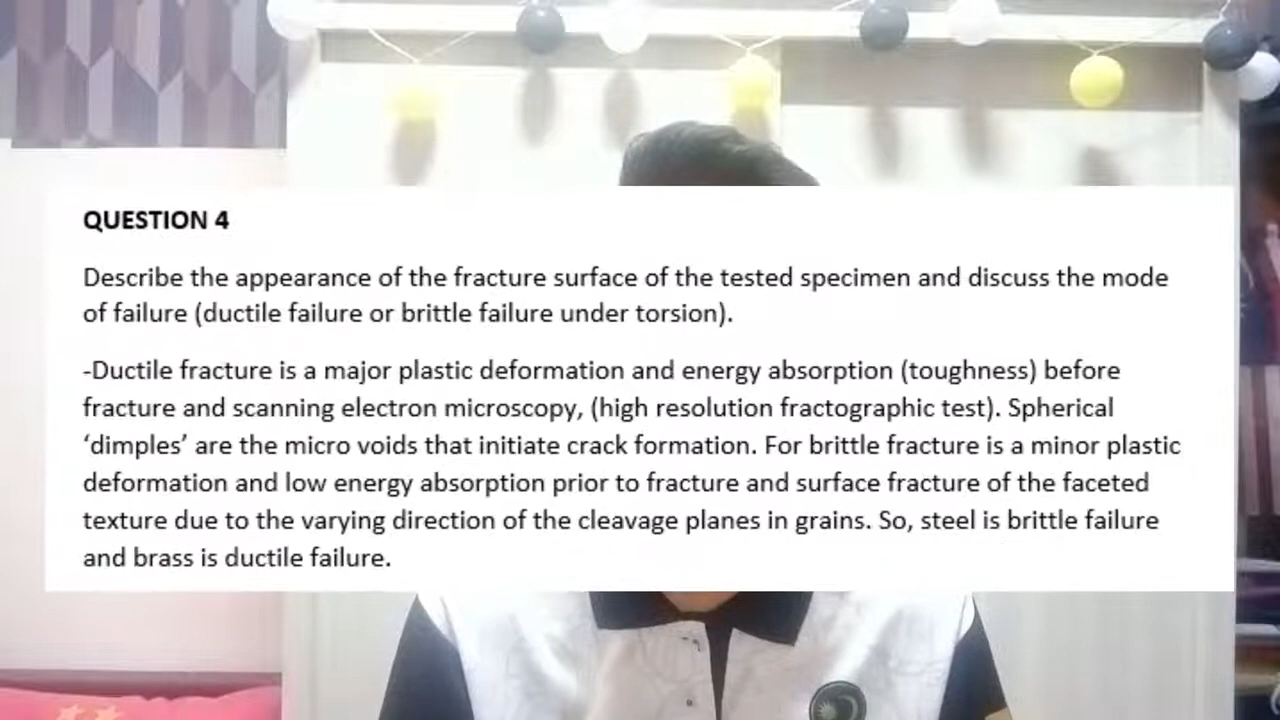 QUESTION 4
Describe the appearance of the fracture surface of the tested specimen and discuss the mode
of failure (ductile failure or brittle failure under torsion).
-Ductile fracture is a major plastic deformation and energy absorption (toughness) before
fracture and scanning electron microscopy, (high resolution fractographic test). Spherical
‘dimples’ are the micro voids that initiate crack formation. For brittle fracture is a minor plastic
deformation and low energy absorption prior to fracture and surface fracture of the faceted
texture due to the varying direction of the cleavage planes in grains. So, steel is brittle failure
and brass is ductile failure.